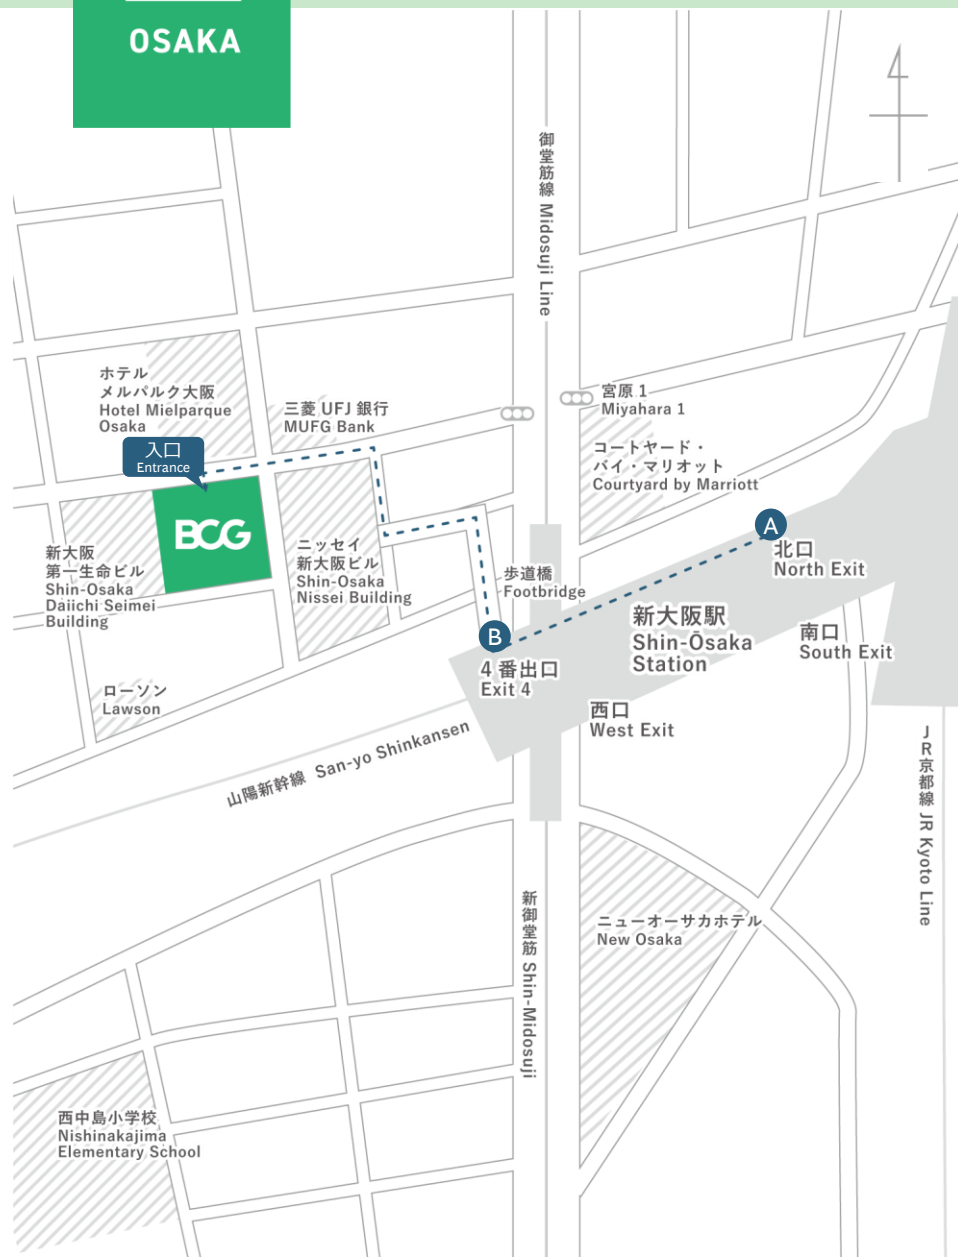 OSAKA
御堂筋線 Midosuji Line
ホテル
メルパルク大阪
Hotel Mielparque
Osaka
三菱 UFJ 銀行
MUFG Bank
宮原 1
Miyahara 1
入口
Entrance
コートヤード・
バイ・マリオット
Courtyard by Marriott
BCG
A
北口
North Exit
新大阪
第一生命ビル
Shin-Osaka
Daiichi Seimei
Building
ニッセイ
新大阪ビル
Shin-Osaka
Nissei Building
歩道橋
Footbridge
B
4 番出口
Exit 4
新大阪駅
Shin-Ōsaka
Station
南口
South Exit
ローソン
Lawson
西口
West Exit
山陽新幹線 San-yo Shinkansen
JR京都線 JR Kyoto Line
新御堂筋 Shin-Midosuji
ニューオーサカホテル
New Osaka
西中島小学校
Nishinakajima
Elementary School